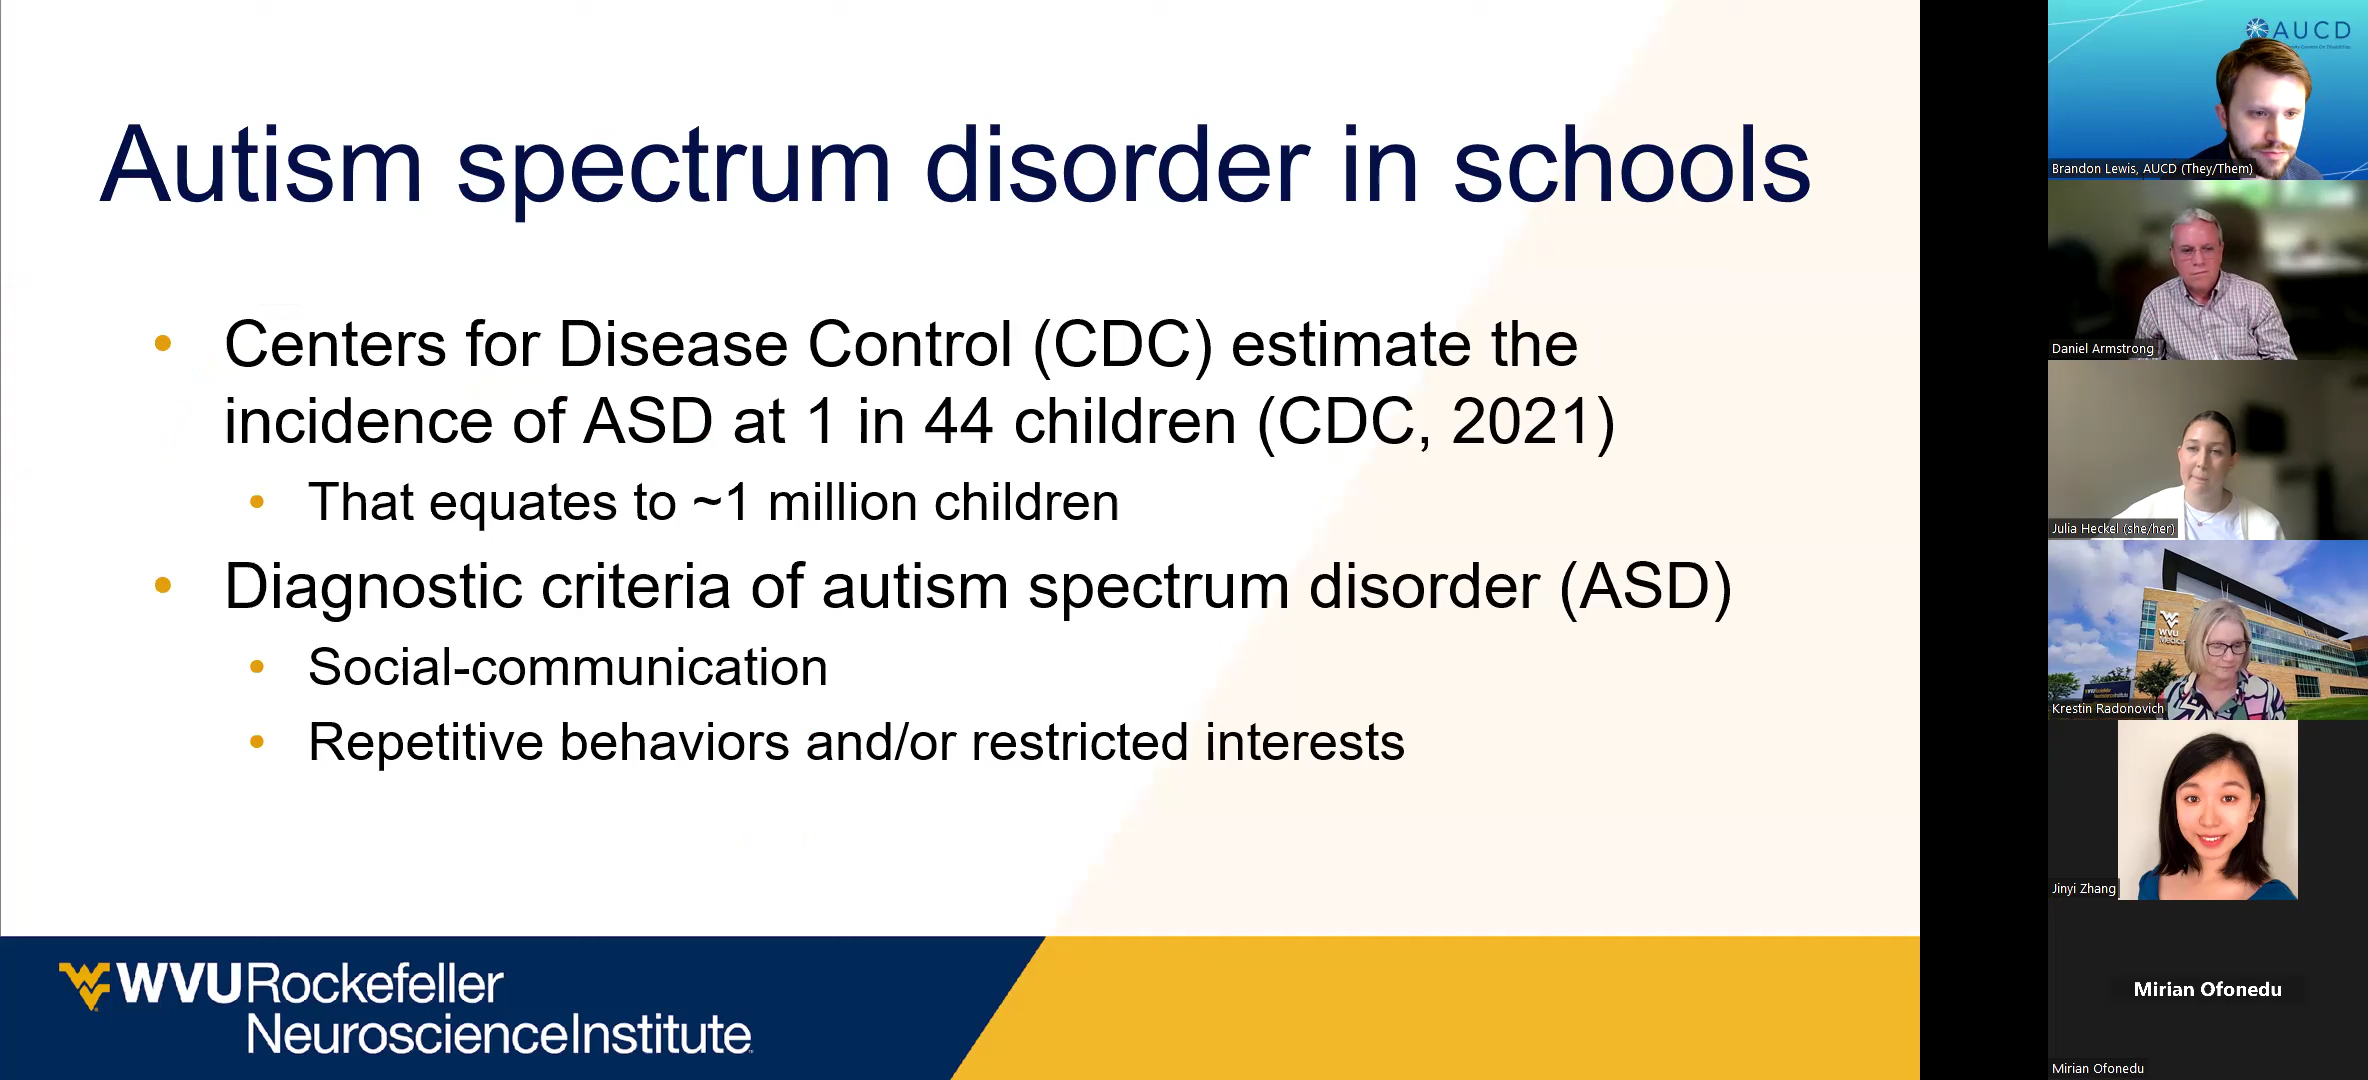 Autism spectrum disorder in schools
• Centers for Disease Control (CDC) estimate the
incidence of ASD at 1 in 44 children (CDC, 2021)
• That equates to ~1 million children
• Diagnostic criteria of autism spectrum disorder (ASD)
• Social-communication
• Repetitive behaviors and/or restricted interests
WVU Rockefeller
NeuroscienceInstitute
AUCD
Brandon Lewis, AUCD (They/Them)
Daniel Armstrong
Julia Heckel (she/her)
WVU
Krestin Radonovich
Jinyi Zhang
Mirian Ofonedu
Mirian Ofonedu